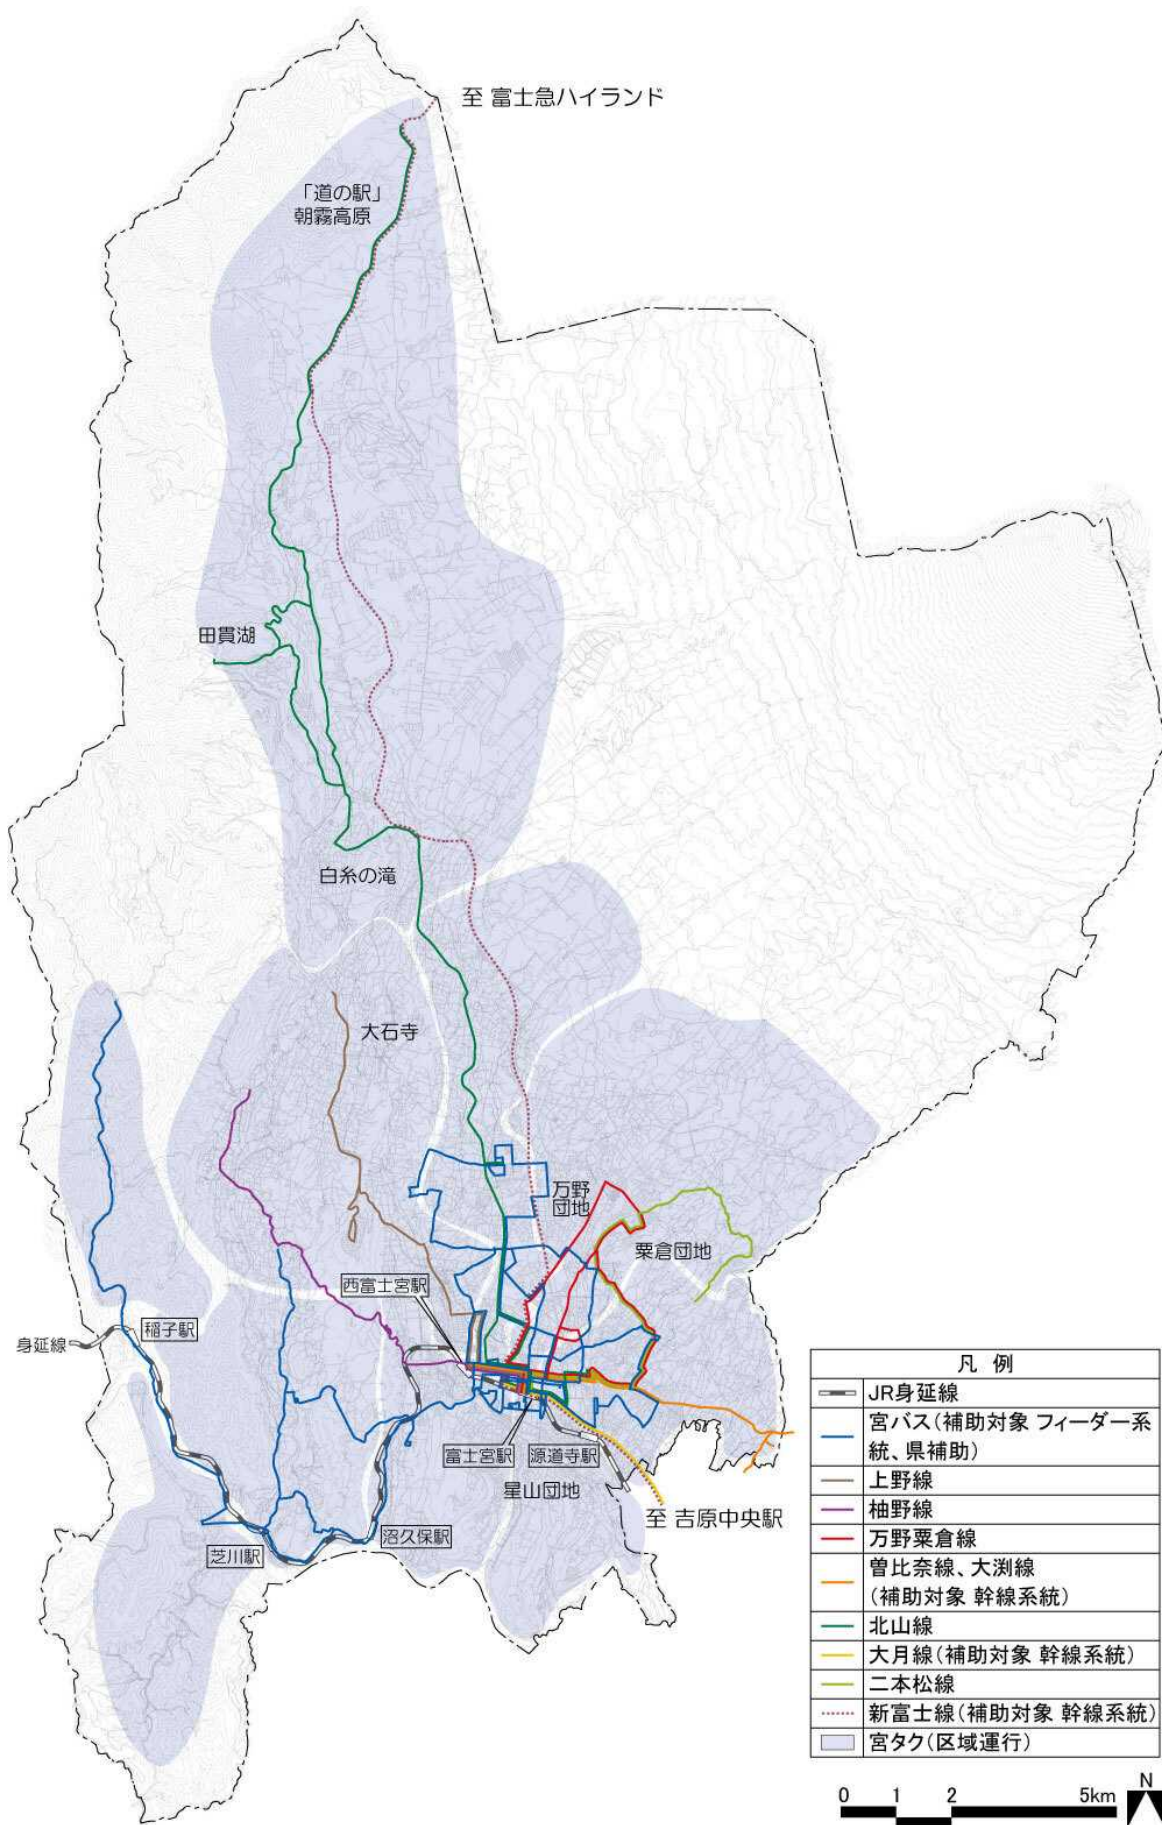 至 富士急ハイランド
「道の駅」
朝霧高原
田貫湖
白糸の滝
大石寺
万野
団地
粟倉団地
西富士宮駅
身延線
稲子駅
富士宮駅
源道寺駅
星山団地
至 吉原中央駅
沼久保駅
芝川駅
凡 例
JR身延線
宮バス(補助対象 フィーダー系
統、県補助)
上野線
柚野線
万野粟倉線
曽比奈線、大渕線
(補助対象 幹線系統)
北山線
大月線(補助対象 幹線系統)
二本松線
新富士線(補助対象 幹線系統)
宮タク(区域運行)
0 1 2 5km
N